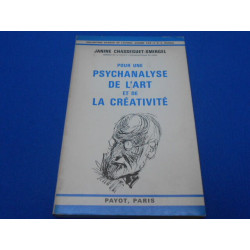 JANINE CHASSEGUET-SMIRGEL
POUR UNE
PSYCHANALYSE
DE L'ART
ET DE
LA CRÉATIVITÉ
PAYOT, PARIS